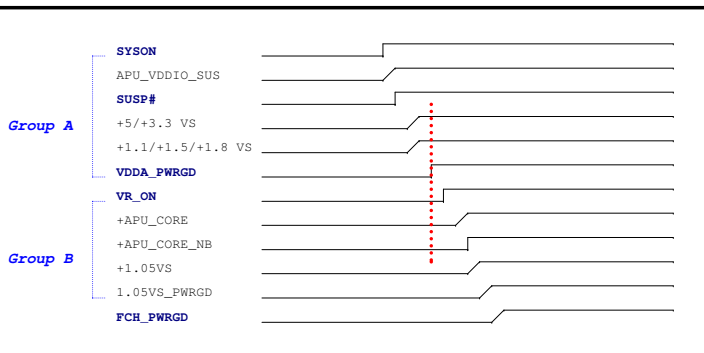 SYSON
APU_VDDIO_SUS
SUSP#
Group A
+5/+3.3 VS
+1.1/+1.5/+1.8 VS
VDDA_PWRGD
VR_ON
+APU_CORE
+APU_CORE_NB
Group B
+1.05VS
1.05VS_PWRGD
FCH_PWRGD